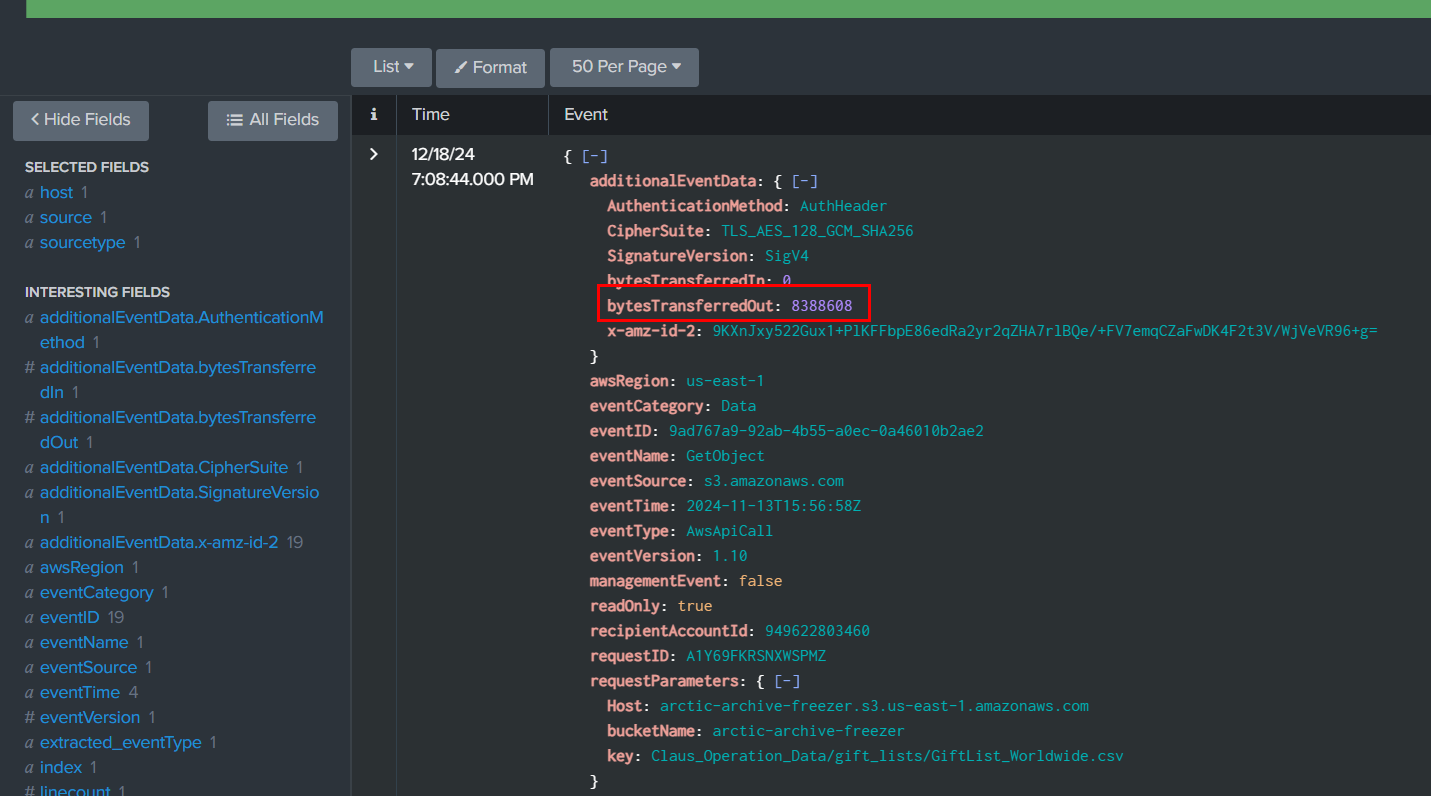 List
Format
50 Per Page
Hide Fields
All Fields
i
Time
Event
SELECTED FIELDS
a host 1
a source 1
a sourcetype 1
INTERESTING FIELDS
a additionalEventData.AuthenticationM
ethod 1
# additionalEventData.bytesTransfer
redIn 1
# additionalEventData.bytesTransfer
redOut 1
a additionalEventData.CipherSuite 1
a additionalEventData.SignatureVersio
n 1
a additionalEventData.x-amz-id-2 19
a awsRegion 1
a eventCategory 1
a eventID 19
a eventName 1
a eventSource 1
a eventTime 4
# eventVersion 1
a extracted_eventType 1
a index 1
# linecount 1
12/18/24
7:08:44.000 PM
{ [-]
additionalEventData: { [-]
AuthenticationMethod: AuthHeader
CipherSuite: TLS_AES_128_GCM_SHA256
SignatureVersion: SigV4
bytesTransferredIn: 0
bytesTransferredOut: 8388608
x-amz-id-2: 9KXnJxy522Gux1+PlKFFbpE86edRa2yr2qZHA7rlBQe/+FV7emqCZaFwDK4F2t3V/WjVeVR96+g=
}
awsRegion: us-east-1
eventCategory: Data
eventID: 9ad767a9-92ab-4b55-a0ec-0a46010b2ae2
eventName: GetObject
eventSource: s3.amazonaws.com
eventTime: 2024-11-13T15:56:58Z
eventType: AwsApiCall
eventVersion: 1.10
managementEvent: false
readOnly: true
recipientAccountId: 949622803460
requestID: A1Y69FKRSNXWSPMZ
requestParameters: { [-]
Host: arctic-archive-freezer.s3.us-east-1.amazonaws.com
bucketName: arctic-archive-freezer
key: Claus_Operation_Data/gift_lists/GiftList_Worldwide.csv
}